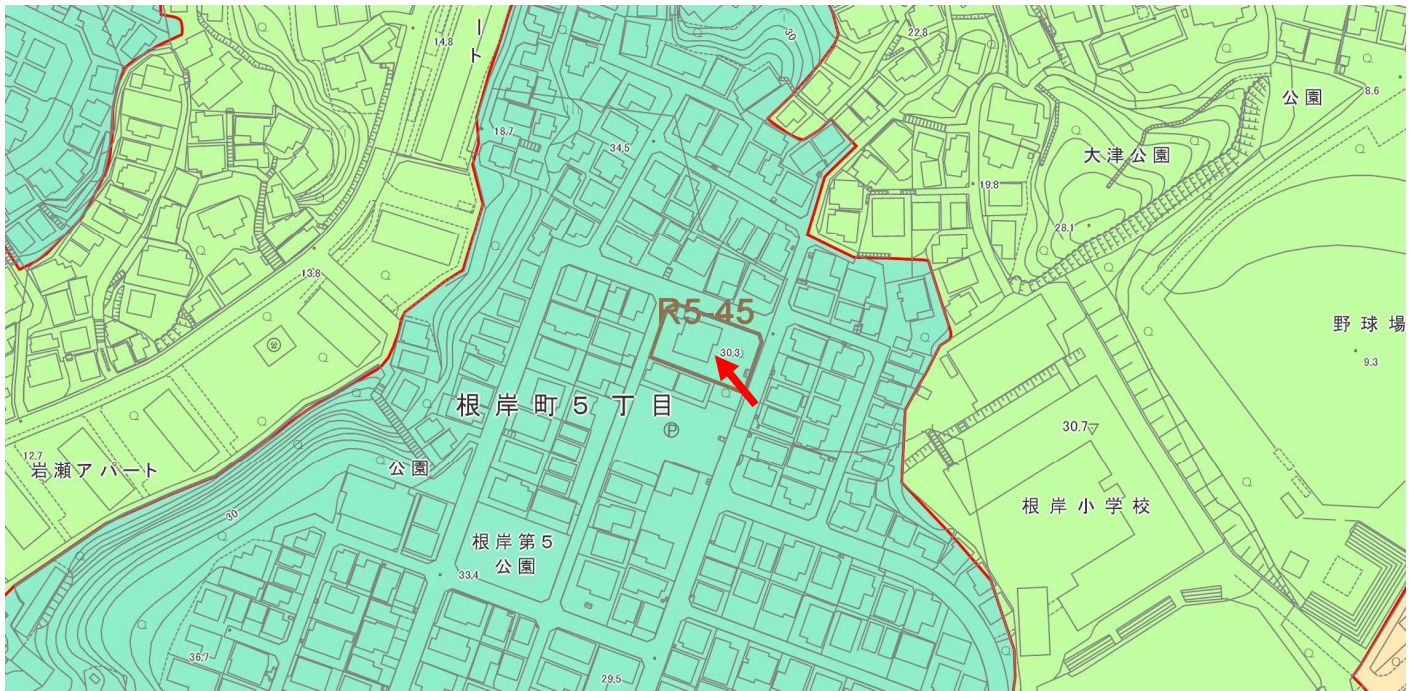 ート
14.8
22.8
30
公園
8.6
18.7
34.5
大津公園
19.8
28.1
13.8
R5-45
30.3
野球場
9.3
公
根岸町5丁目
P
30.7
12.7
岩瀬アパート
公園
根岸小学校
30
根岸第5
公園
33.4
36.7
29.5